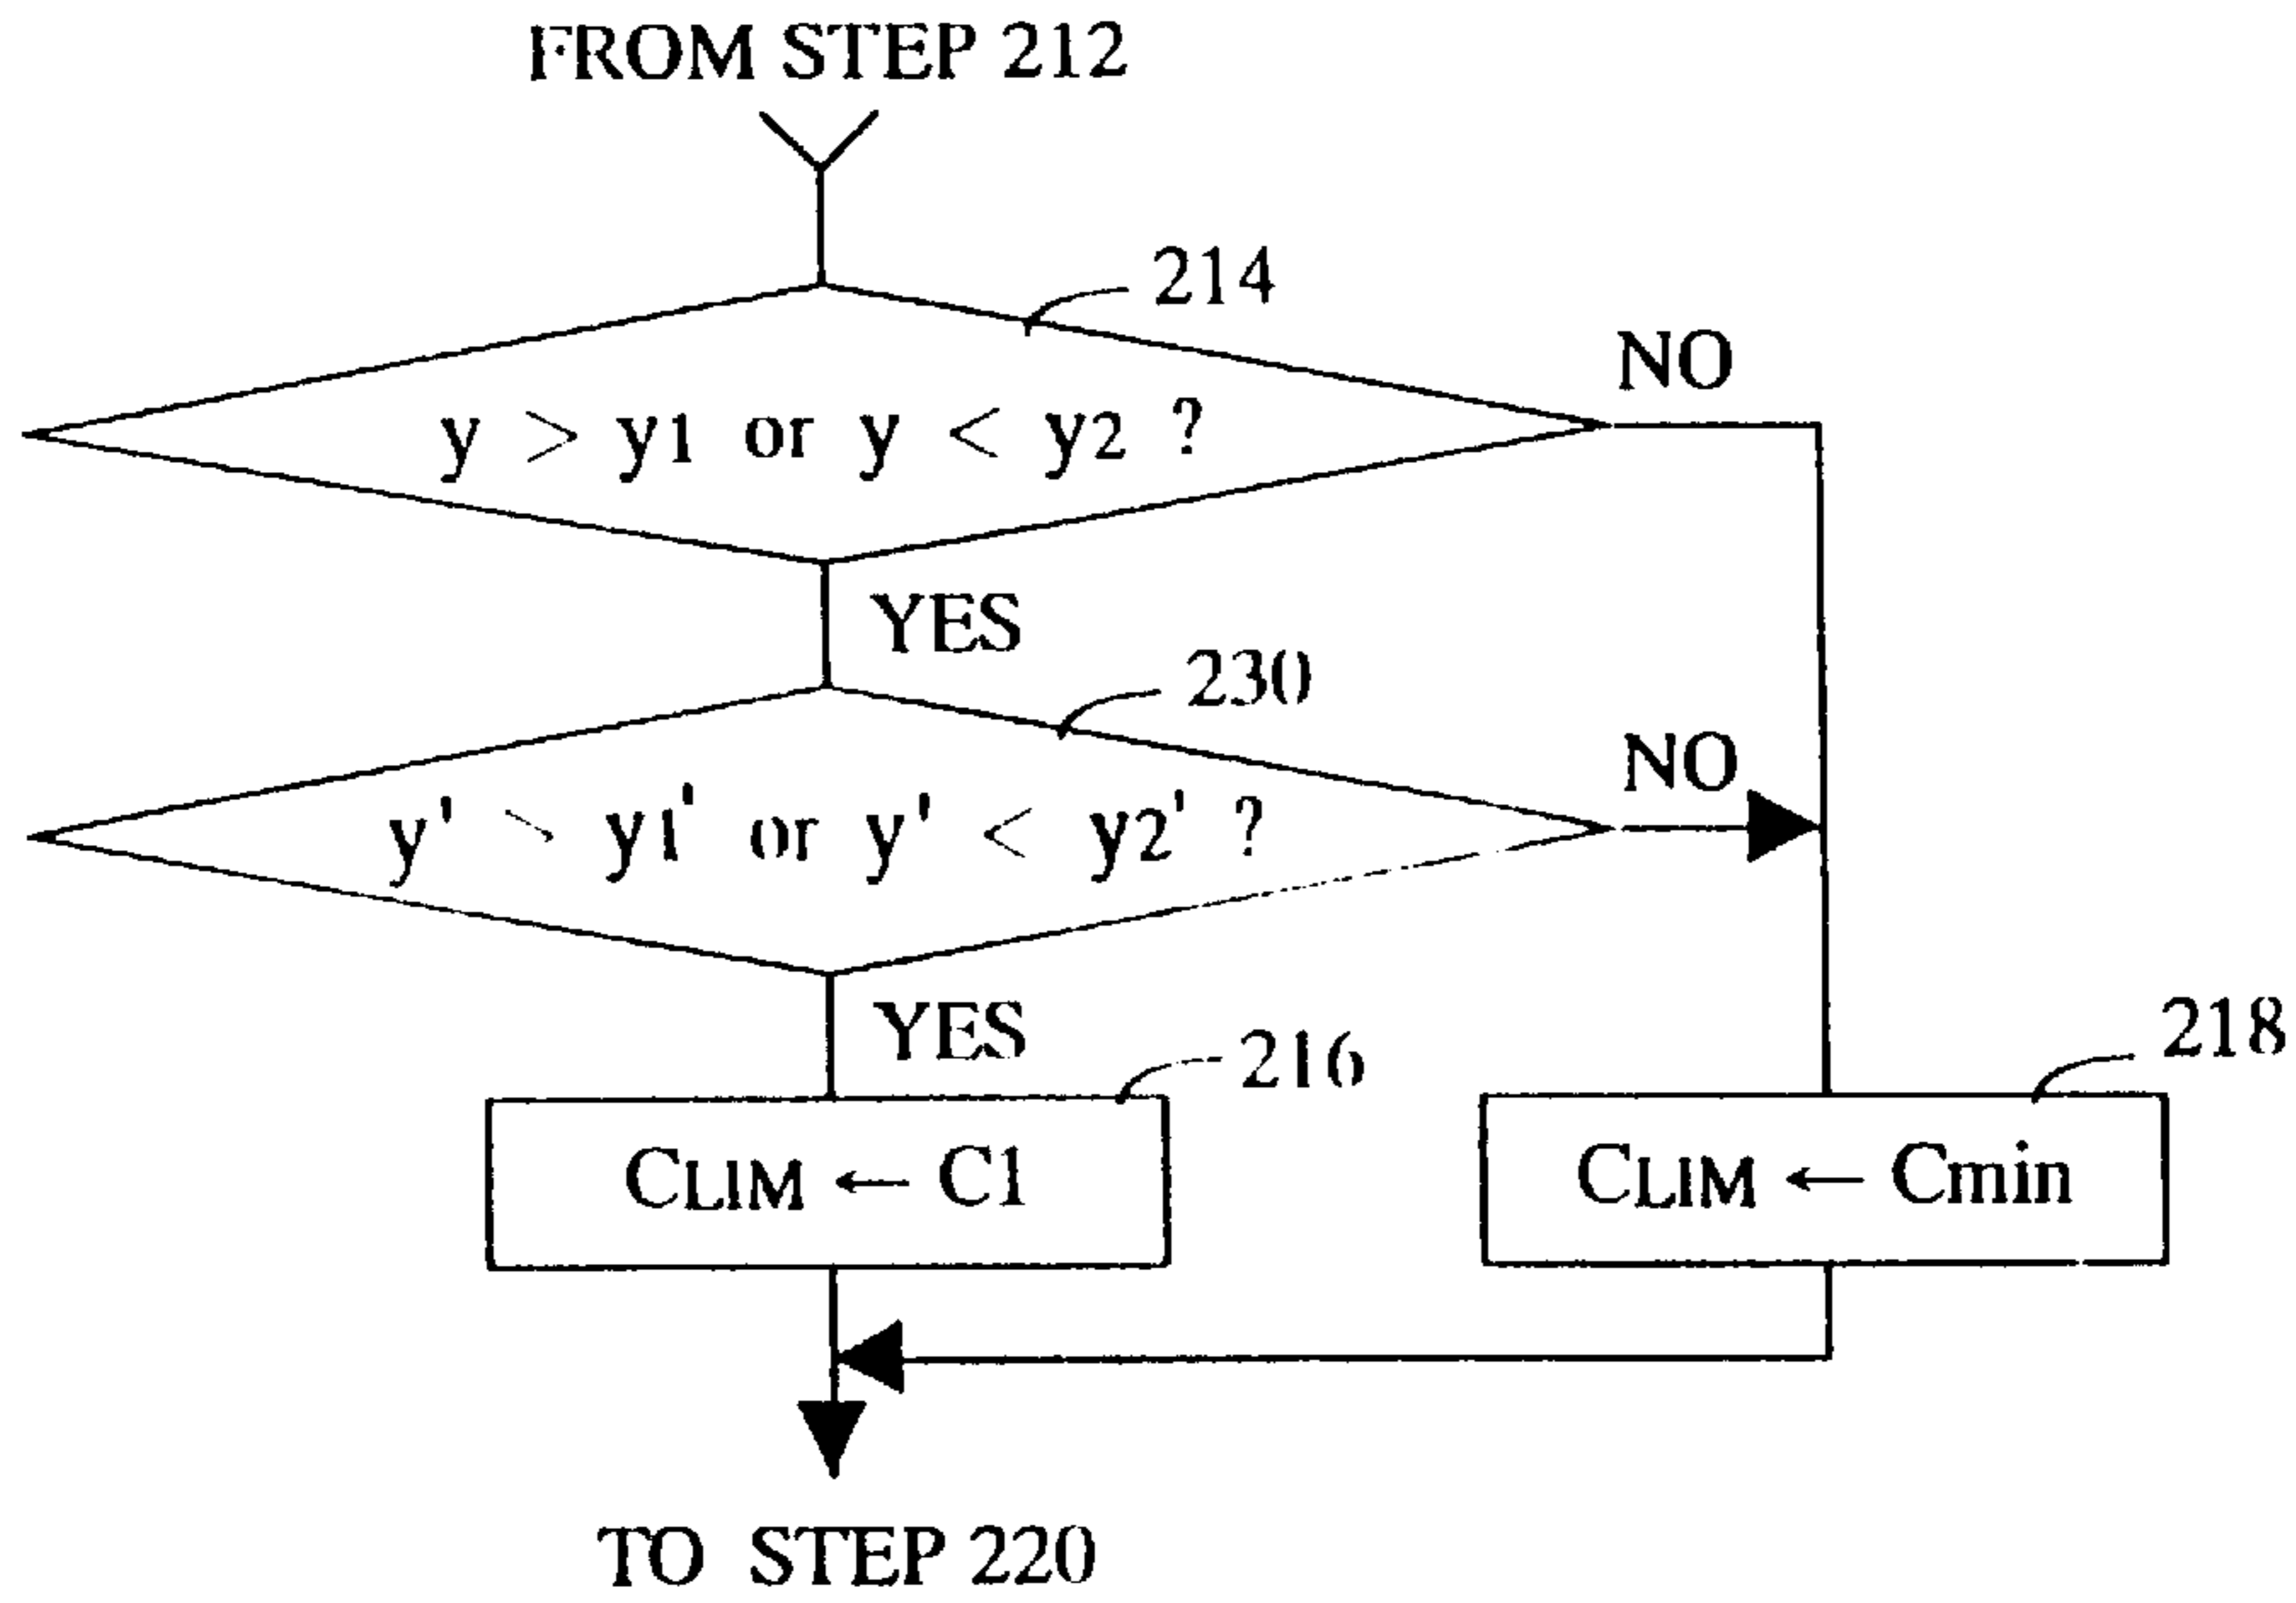 FROM STEP 212
214
NO
y > y1 or y < y2 ?
YES
230
NO
y' > y1' or y' < y2' ?
YES
216
218
CLIM ← C1
CLIM ← Cmin
TO STEP 220